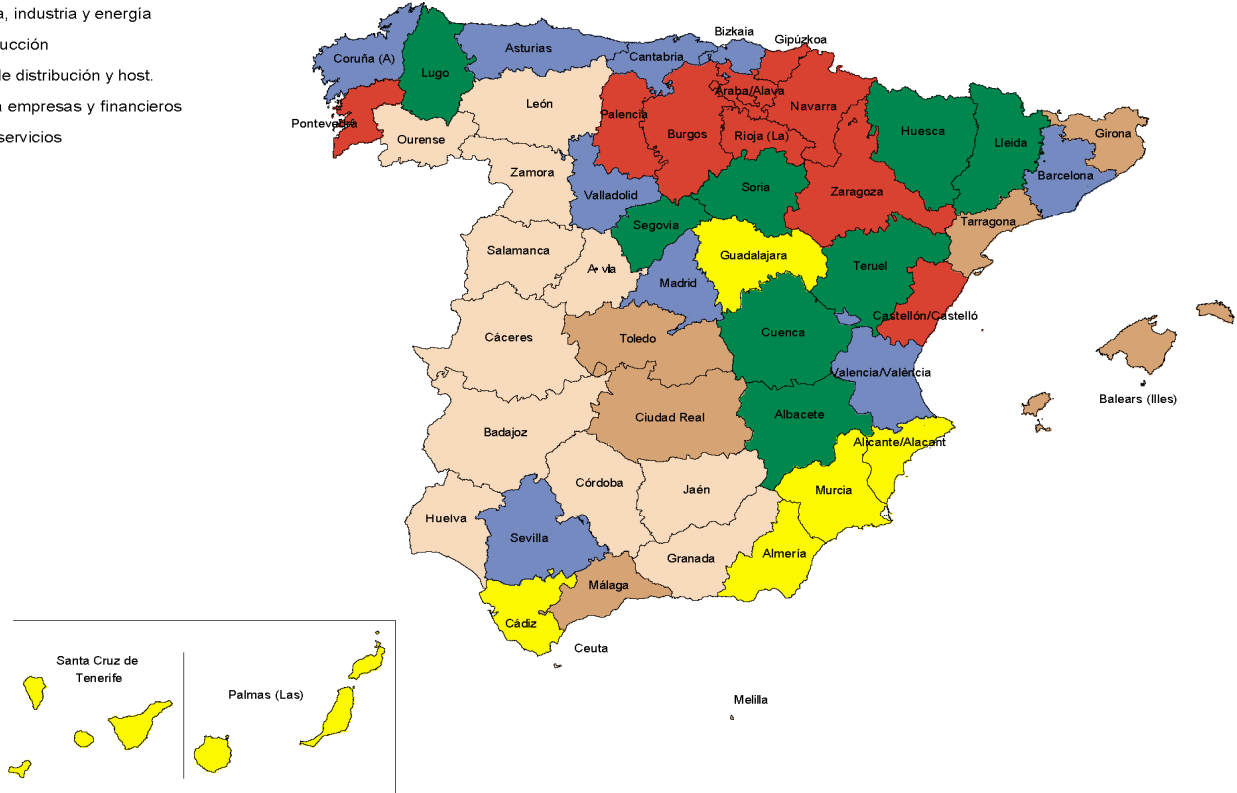 a, industria y energía
ucción
le distribución y host.
a empresas y financieros
servicios
Bizkaia
Gipúzkoa
Coruña (A)
Lugo
Asturias
Cantabria
Araba/Alava
Navarra
León
Palencia
Burgos
Rioja (La)
Pontevedra
Ourense
Huesca
Lleida
Girona
Barcelona
Zamora
Valladolid
Soria
Zaragoza
Tarragona
Segovia
Salamanca
Guadalajara
Teruel
Madrid
Castellón/Castelló
Cáceres
Toledo
Cuenca
Valencia/València
Balears (Illes)
Badajoz
Ciudad Real
Albacete
Alicante/Alacant
Córdoba
Jaén
Murcia
Huelva
Sevilla
Granada
Almería
Málaga
Cádiz
Ceuta
Melilla
Santa Cruz de
Tenerife
Palmas (Las)